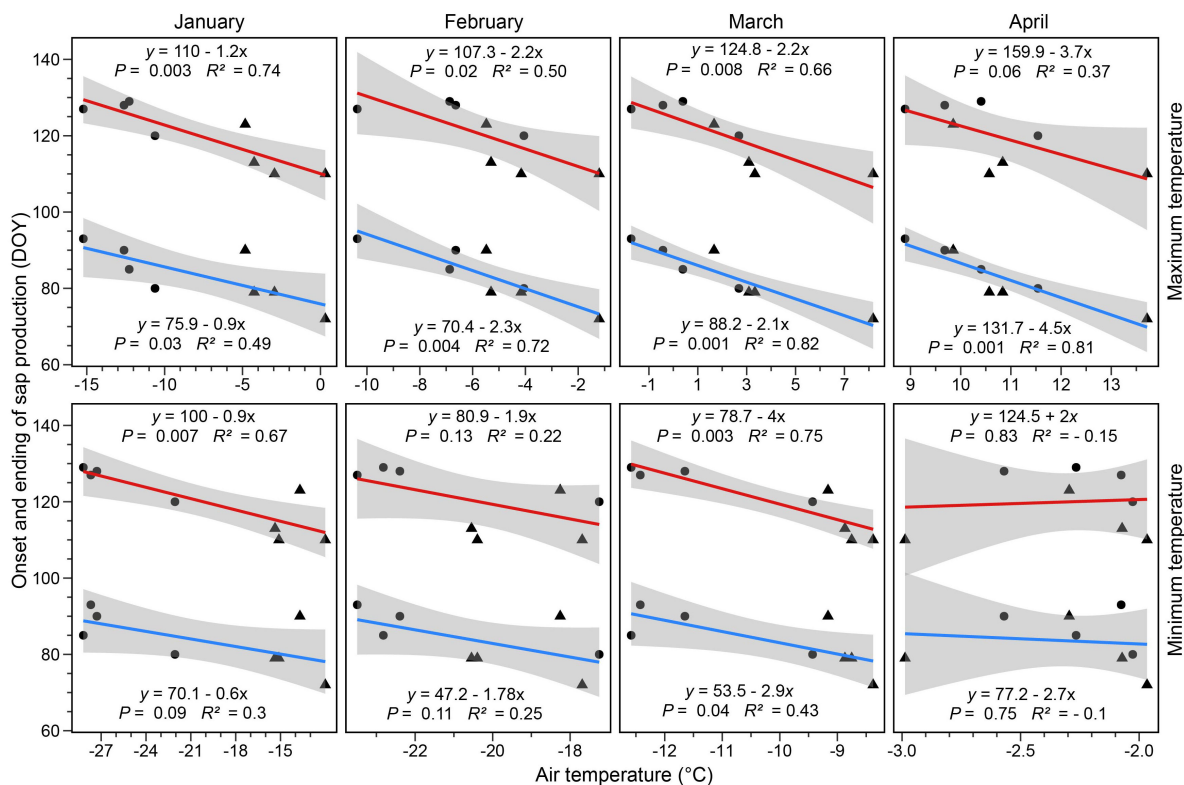 January
February
March
April
Onset and ending of sap production (DOY)
140
120
100
80
60
y = 110 - 1.2x
P = 0.003 R² = 0.74
y = 75.9 - 0.9x
P = 0.03 R² = 0.49
-15
-10
-5
0
y = 107.3 - 2.2x
P = 0.02 R² = 0.50
y = 70.4 - 2.3x
P = 0.004 R² = 0.72
-10
-8
-6
-4
-2
y = 124.8 - 2.2x
P = 0.008 R² = 0.66
y = 88.2 - 2.1x
P = 0.001 R² = 0.82
-1
1
3
5
7
y = 159.9 - 3.7x
P = 0.06 R² = 0.37
y = 131.7 - 4.5x
P = 0.001 R² = 0.81
9
10
11
12
13
Maximum temperature
140
120
100
80
60
y = 100 - 0.9x
P = 0.007 R² = 0.67
y = 70.1 - 0.6x
P = 0.09 R² = 0.3
-27
-24
-21
-18
-15
y = 80.9 - 1.9x
P = 0.13 R² = 0.22
y = 47.2 - 1.78x
P = 0.11 R² = 0.25
-22
-20
-18
y = 78.7 - 4x
P = 0.003 R² = 0.75
y = 53.5 - 2.9x
P = 0.04 R² = 0.43
-12
-11
-10
-9
y = 124.5 + 2x
P = 0.83 R² = - 0.15
y = 77.2 - 2.7x
P = 0.75 R² = - 0.1
-3.0
-2.5
-2.0
Minimum temperature
Air temperature (°C)